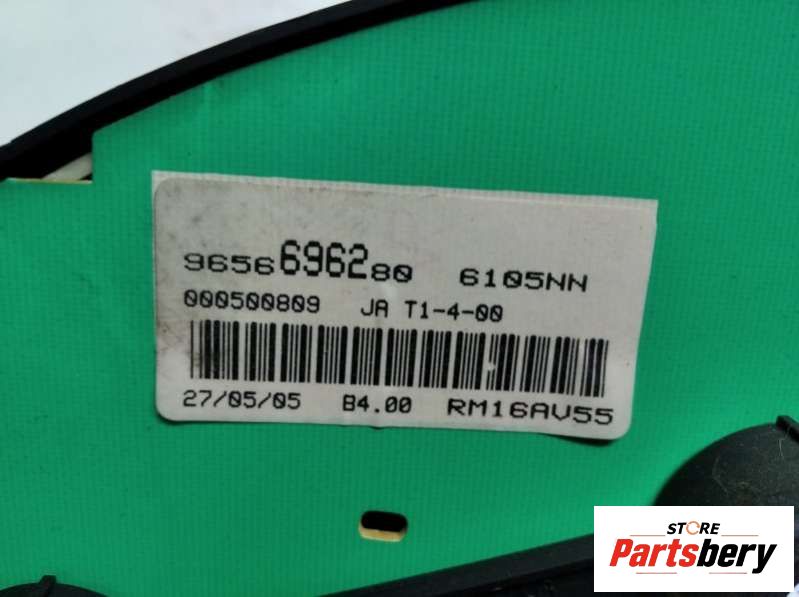 9656696280 6105NN
000500809 JA T1-4-00
27/05/05 B4.00 RM16AV55
STORE
Partsbery